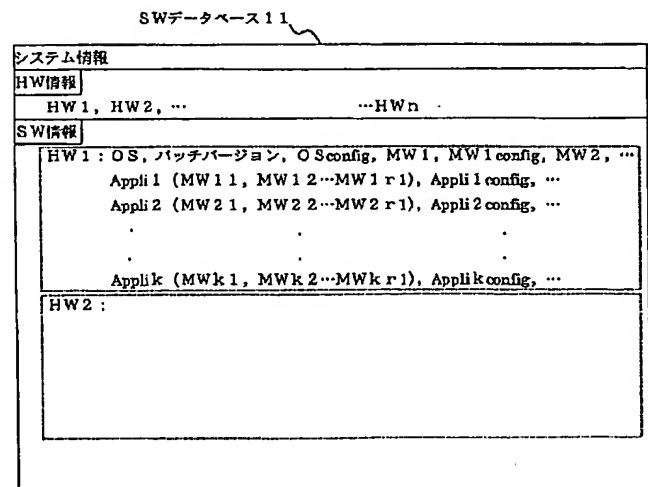 SWデータベース11
システム情報
HW情報
HW1, HW2, … …HWn
SW情報
HW1:OS, パッチバージョン, OSconfig, MW1, MW1config, MW2, …
Appli1 (MW11, MW12…MW1r1), Appli1config, …
Appli2 (MW21, MW22…MW2r1), Appli2config, …
. . .
. . .
Applik (MWk1, MWk2…MWkr1), Applikconfig, …
HW2: